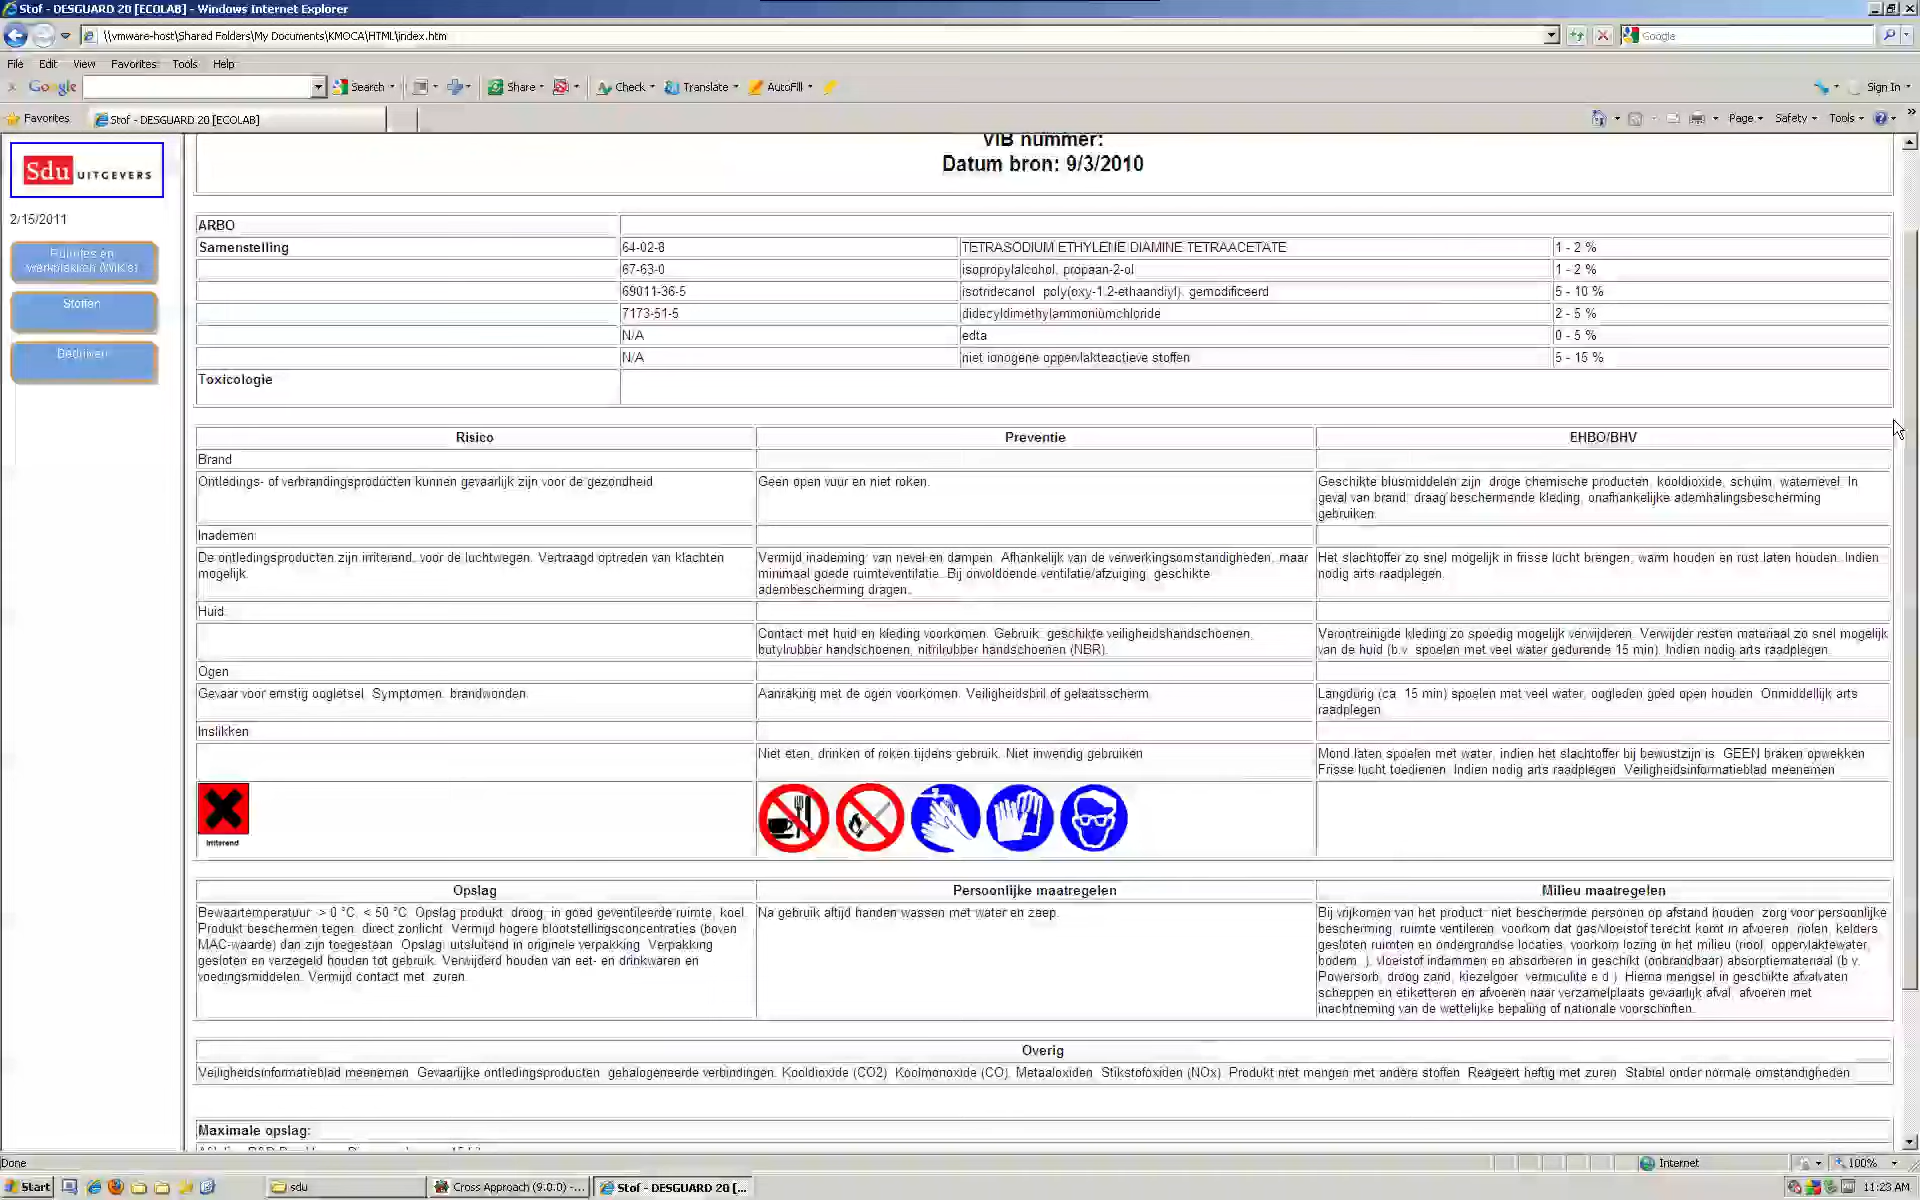 Stof - DESGUARD 20 [ECOLAB] - Windows Internet Explorer
\\vmware-host\Shared Folders\My Documents\KMOCA\HTML\index.htm
Google
File Edit View Favorites Tools Help
Google Search Share Check Translate AutoFill Sign In
Favorites Stof - DESGUARD 20 [ECOLAB] Page Safety Tools
Sdu UITGEVERS
2/15/2011
Ruimtes en
werkplekken (WIK's)
Stoffen
Bedrijven
VIB nummer:
Datum bron: 9/3/2010
ARBO
Samenstelling 64-02-8 TETRASODIUM ETHYLENE DIAMINE TETRAACETATE 1 - 2 %
67-63-0 isopropylalcohol, propaan-2-ol 1 - 2 %
69011-36-5 isotridecanol poly(oxy-1,2-ethaandiyl), gemodificeerd 5 - 10 %
7173-51-5 didecyldimethylammoniumchloride 2 - 5 %
N/A edta 0 - 5 %
N/A niet ionogene oppervlakteactieve stoffen 5 - 15 %
Toxicologie
Risico Preventie EHBO/BHV
Brand
Ontledings- of verbrandingsproducten kunnen gevaarlijk zijn voor de gezondheid
Geen open vuur en niet roken.
Geschikte blusmiddelen zijn droge chemische producten, kooldioxide, schuim, waternevel. In
geval van brand: draag beschermende kleding, onafhankelijke ademhalingsbescherming
gebruiken.
Inademen
De ontledingsproducten zijn irriterend voor de luchtwegen. Vertraagd optreden van klachten
mogelijk.
Vermijd inademing van nevel en dampen. Afhankelijk van de verwerkingsomstandigheden, maar
minimaal goede ruimteventilatie. Bij onvoldoende ventilatie/afzuiging geschikte
adembescherming dragen.
Het slachtoffer zo snel mogelijk in frisse lucht brengen, warm houden en rust laten houden. Indien
nodig arts raadplegen.
Huid
Contact met huid en kleding voorkomen. Gebruik geschikte veiligheidshandschoenen,
butylrubber handschoenen, nitrilrubber handschoenen (NBR).
Verontreinigde kleding zo spoedig mogelijk verwijderen. Verwijder resten materiaal zo snel mogelijk
van de huid (b.v. spoelen met veel water gedurende 15 min). Indien nodig arts raadplegen.
Ogen
Gevaar voor ernstig oogletsel. Symptomen: brandwonden.
Aanraking met de ogen voorkomen. Veiligheidsbril of gelaatsscherm.
Langdurig (ca. 15 min) spoelen met veel water, oogleden goed open houden. Onmiddellijk arts
raadplegen
Inslikken
Niet eten, drinken of roken tijdens gebruik. Niet inwendig gebruiken
Mond laten spoelen met water, indien het slachtoffer bij bewustzijn is. GEEN braken opwekken
Frisse lucht toedienen. Indien nodig arts raadplegen. Veiligheidsinformatieblad meenemen
Irriterend
Opslag Persoonlijke maatregelen Milieu maatregelen
Bewaartemperatuur > 0 °C, < 50 °C. Opslag produkt: droog, in goed geventileerde ruimte, koel.
Produkt beschermen tegen: direct zonlicht. Vermijd hogere blootstellingsconcentraties (boven
MAC-waarde) dan zijn toegestaan. Opslag uitsluitend in originele verpakking. Verpakking
gesloten en verzegeld houden tot gebruik. Verwijderd houden van eet- en drinkwaren en
voedingsmiddelen. Vermijd contact met: zuren.
Na gebruik altijd handen wassen met water en zeep.
Bij vrijkomen van het product: niet beschermde personen op afstand houden, zorg voor persoonlijke
bescherming, ruimte ventileren, voorkom dat gas/vloeistof terecht komt in afvoeren, riolen, kelders
gesloten ruimten en ondergrondse locaties, voorkom lozing in het milieu (riool, oppervlaktewater,
bodem..), vloeistof indammen en absorberen in geschikt (onbrandbaar) absorptiemateriaal (b.v.
Powersorb, droog zand, kiezelgoer, vermiculite e.d.). Hierna mengsel in geschikte afvalvaten
scheppen en etiketteren en afvoeren naar verzamelplaats gevaarlijk afval, afvoeren met
inachtneming van de wettelijke bepaling of nationale voorschriften.
Overig
Veiligheidsinformatieblad meenemen. Gevaarlijke ontledingsproducten: gehalogeneerde verbindingen. Kooldioxide (CO2). Koolmonoxide (CO). Metaaloxiden. Stikstofoxiden (NOx). Produkt niet mengen met andere stoffen. Reageert heftig met zuren. Stabiel onder normale omstandigheden
Maximale opslag:
Done Internet 100%
Start sdu Cross Approach (9.0.0) -... Stof - DESGUARD 20 [... 11:23 AM